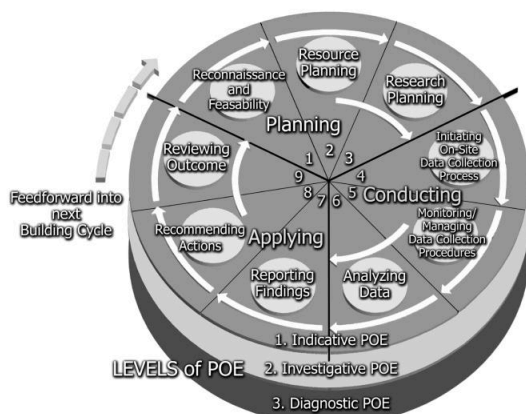 Resource
Planning
Reconnaissance
and
Feasability
Research
Planning
Planning
Reviewing
Outcome
Initiating
On-Site
Data Collection
Process
1 2 3
9 4
8 7 6 5
Conducting
Feedforward into
next
Building Cycle
Monitoring/
Managing
Data Collection
Procedures
Recommending
Actions
Applying
Reporting
Findings
Analyzing
Data
1. Indicative POE
LEVELS of POE
2. Investigative POE
3. Diagnostic POE